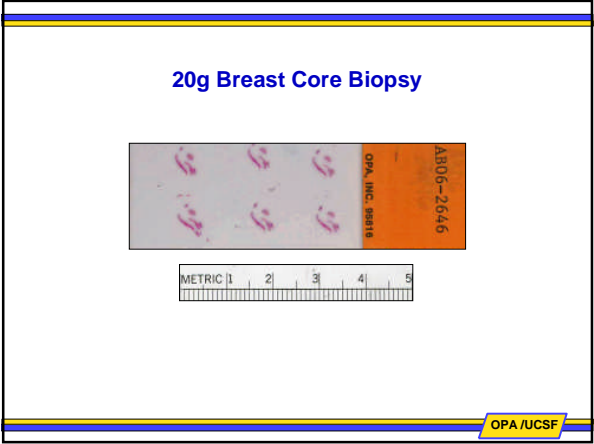 20g Breast Core Biopsy
OPA, INC. 95816
AB06-2646
METRIC 1 2 3 4 5
OPA /UCSF